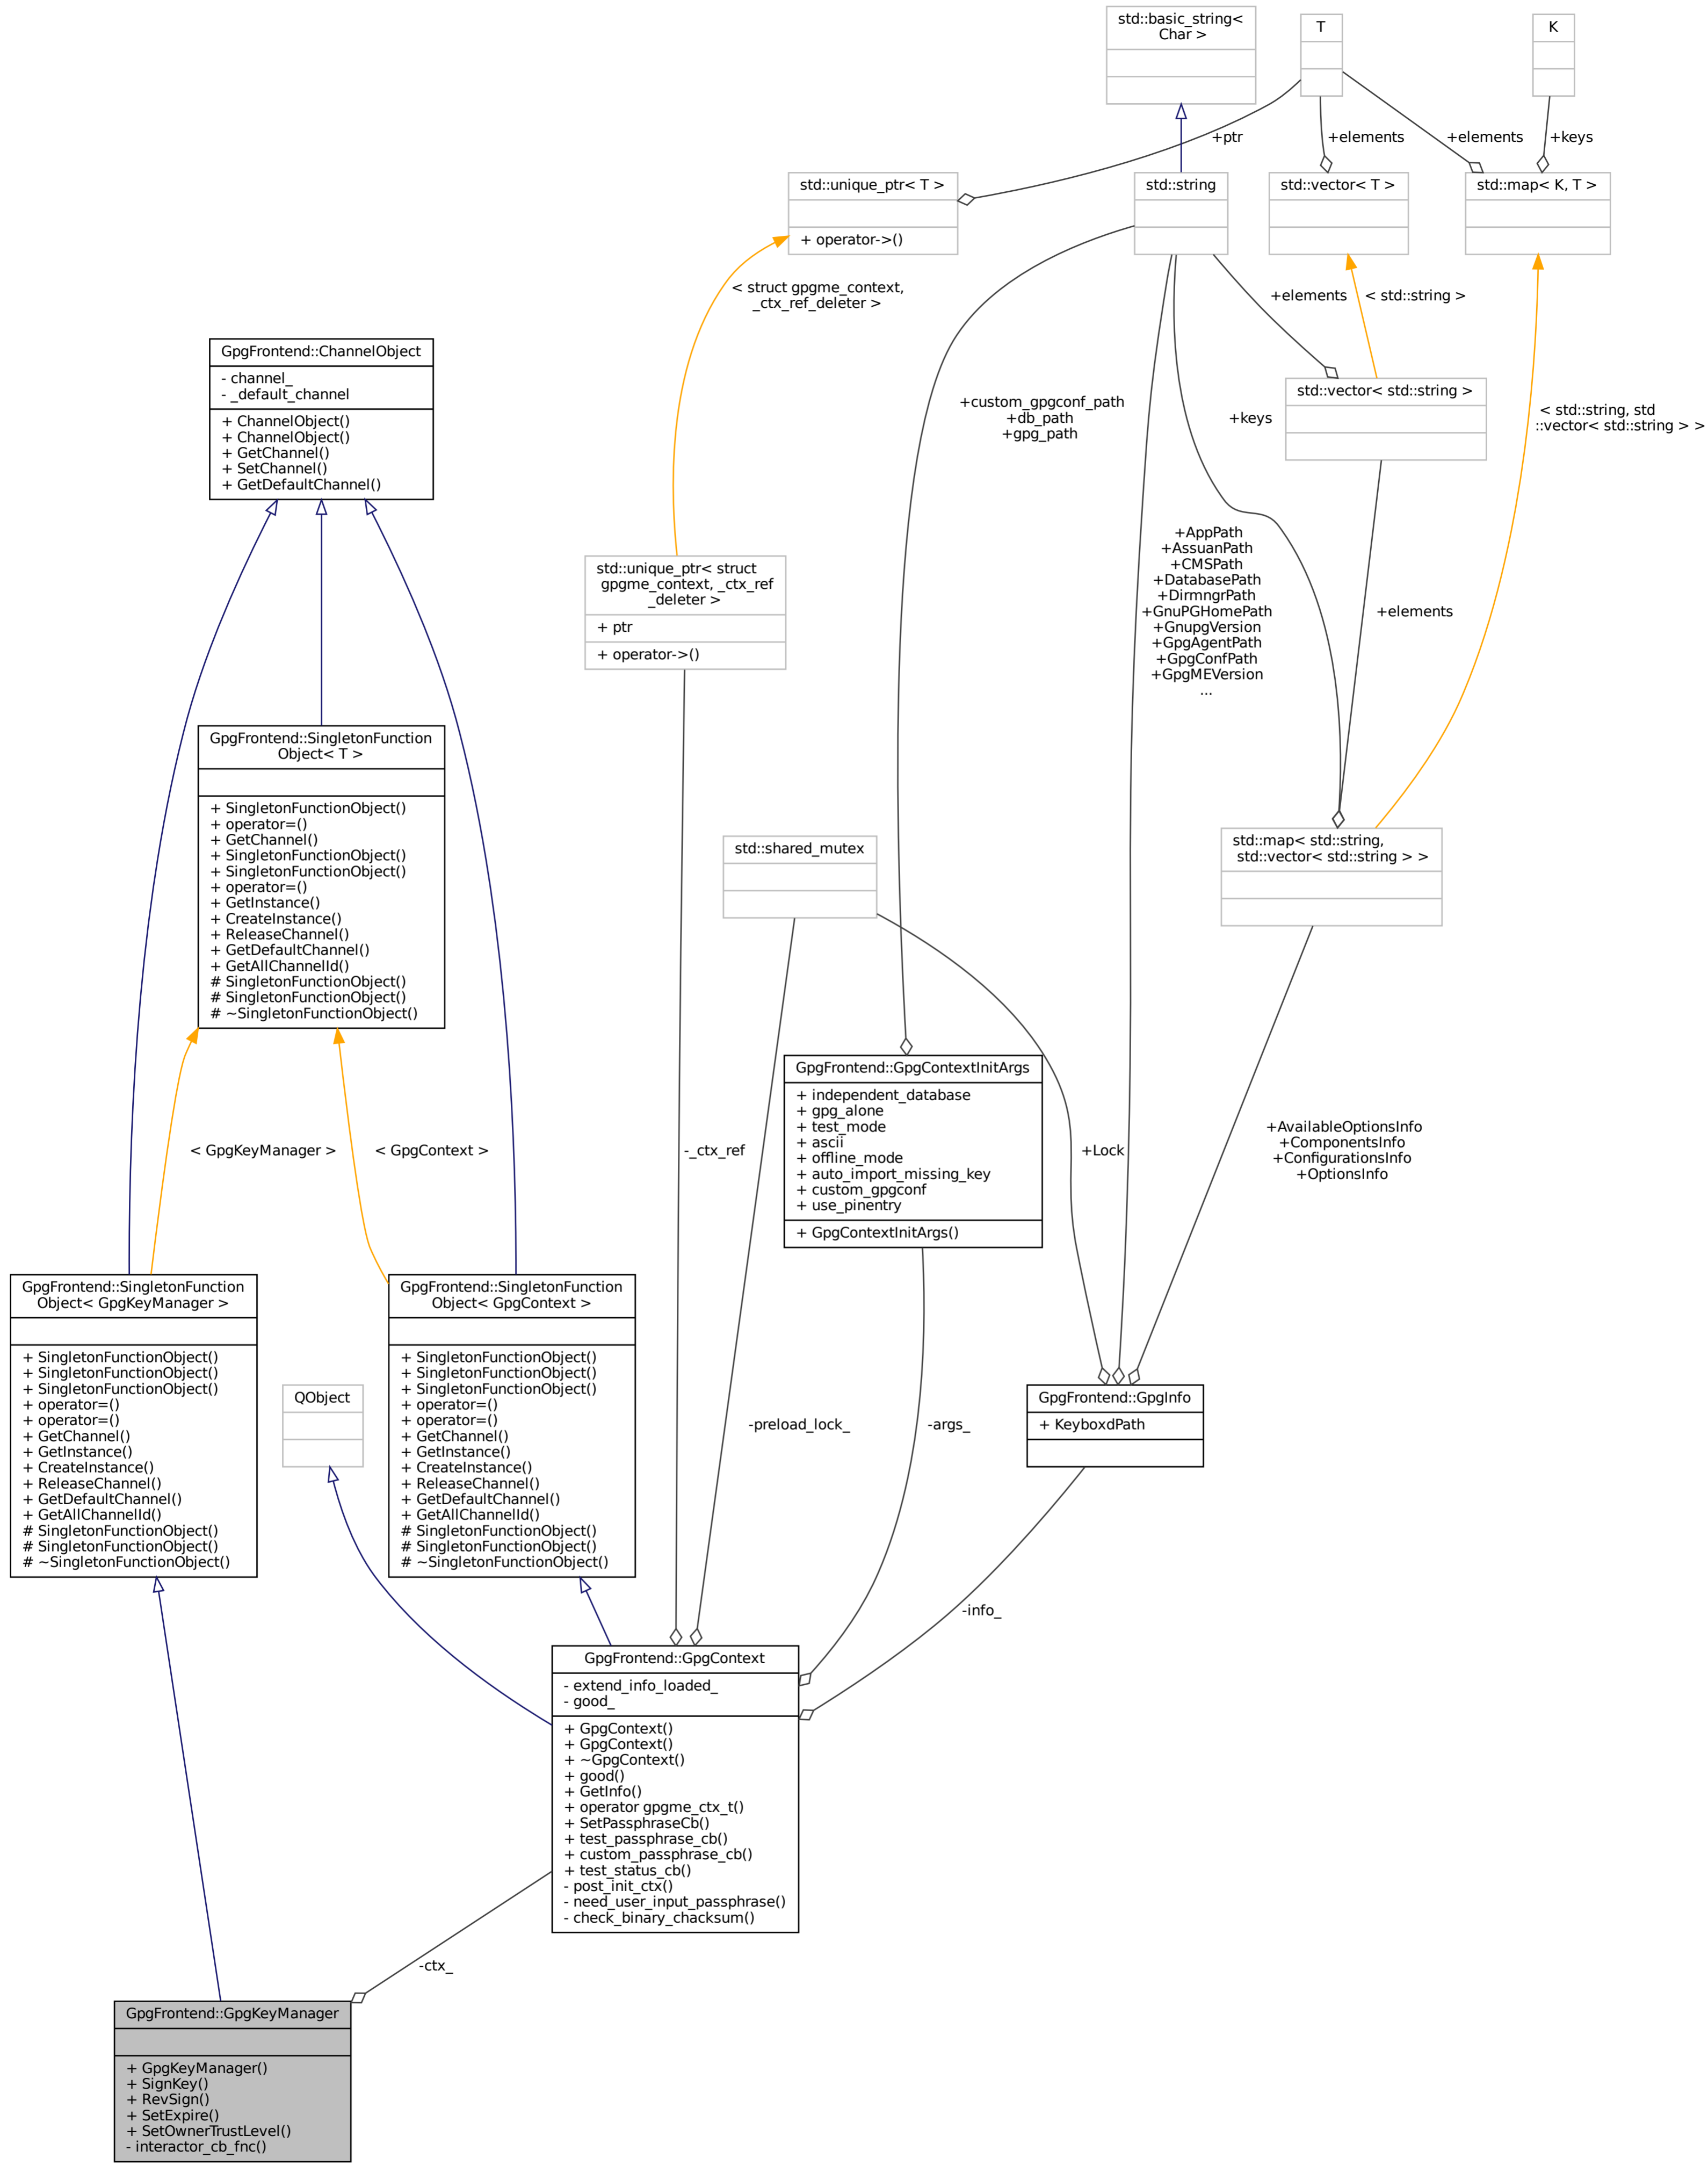 std::basic_string<
Char >
T
K
+ptr
+elements
+elements
+keys
std::unique_ptr< T >
+ operator->()
std::string
std::vector< T >
std::map< K, T >
< struct gpgme_context,
_ctx_ref_deleter >
+elements
< std::string >
GpgFrontend::ChannelObject
- channel_
- _default_channel
+ ChannelObject()
+ ChannelObject()
+ GetChannel()
+ SetChannel()
+ GetDefaultChannel()
+custom_gpgconf_path
+db_path
+gpg_path
+keys
std::vector< std::string >
< std::string, std
::vector< std::string > >
std::unique_ptr< struct
gpgme_context, _ctx_ref
_deleter >
+ ptr
+ operator->()
+AppPath
+AssuanPath
+CMSPath
+DatabasePath
+DirmngrPath
+GnuPGHomePath
+GnupgVersion
+GpgAgentPath
+GpgConfPath
+GpgMEVersion
...
+elements
GpgFrontend::SingletonFunction
Object< T >
+ SingletonFunctionObject()
+ operator=()
+ GetChannel()
+ SingletonFunctionObject()
+ SingletonFunctionObject()
+ operator=()
+ GetInstance()
+ CreateInstance()
+ ReleaseChannel()
+ GetDefaultChannel()
+ GetAllChannelId()
# SingletonFunctionObject()
# SingletonFunctionObject()
# ~SingletonFunctionObject()
std::shared_mutex
std::map< std::string,
std::vector< std::string > >
< GpgKeyManager >
< GpgContext >
-_ctx_ref
GpgFrontend::GpgContextInitArgs
+ independent_database
+ gpg_alone
+ test_mode
+ ascii
+ offline_mode
+ auto_import_missing_key
+ custom_gpgconf
+ use_pinentry
+ GpgContextInitArgs()
+Lock
+AvailableOptionsInfo
+ComponentsInfo
+ConfigurationsInfo
+OptionsInfo
GpgFrontend::SingletonFunction
Object< GpgKeyManager >
+ SingletonFunctionObject()
+ SingletonFunctionObject()
+ SingletonFunctionObject()
+ operator=()
+ operator=()
+ GetChannel()
+ GetInstance()
+ CreateInstance()
+ ReleaseChannel()
+ GetDefaultChannel()
+ GetAllChannelId()
# SingletonFunctionObject()
# SingletonFunctionObject()
# ~SingletonFunctionObject()
QObject
GpgFrontend::SingletonFunction
Object< GpgContext >
+ SingletonFunctionObject()
+ SingletonFunctionObject()
+ SingletonFunctionObject()
+ operator=()
+ operator=()
+ GetChannel()
+ GetInstance()
+ CreateInstance()
+ ReleaseChannel()
+ GetDefaultChannel()
+ GetAllChannelId()
# SingletonFunctionObject()
# SingletonFunctionObject()
# ~SingletonFunctionObject()
-preload_lock_
-args_
GpgFrontend::GpgInfo
+ KeyboxdPath
-info_
GpgFrontend::GpgContext
- extend_info_loaded_
- good_
+ GpgContext()
+ GpgContext()
+ ~GpgContext()
+ good()
+ GetInfo()
+ operator gpgme_ctx_t()
+ SetPassphraseCb()
+ test_passphrase_cb()
+ custom_passphrase_cb()
+ test_status_cb()
- post_init_ctx()
- need_user_input_passphrase()
- check_binary_chacksum()
-ctx_
GpgFrontend::GpgKeyManager
+ GpgKeyManager()
+ SignKey()
+ RevSign()
+ SetExpire()
+ SetOwnerTrustLevel()
- interactor_cb_fnc()